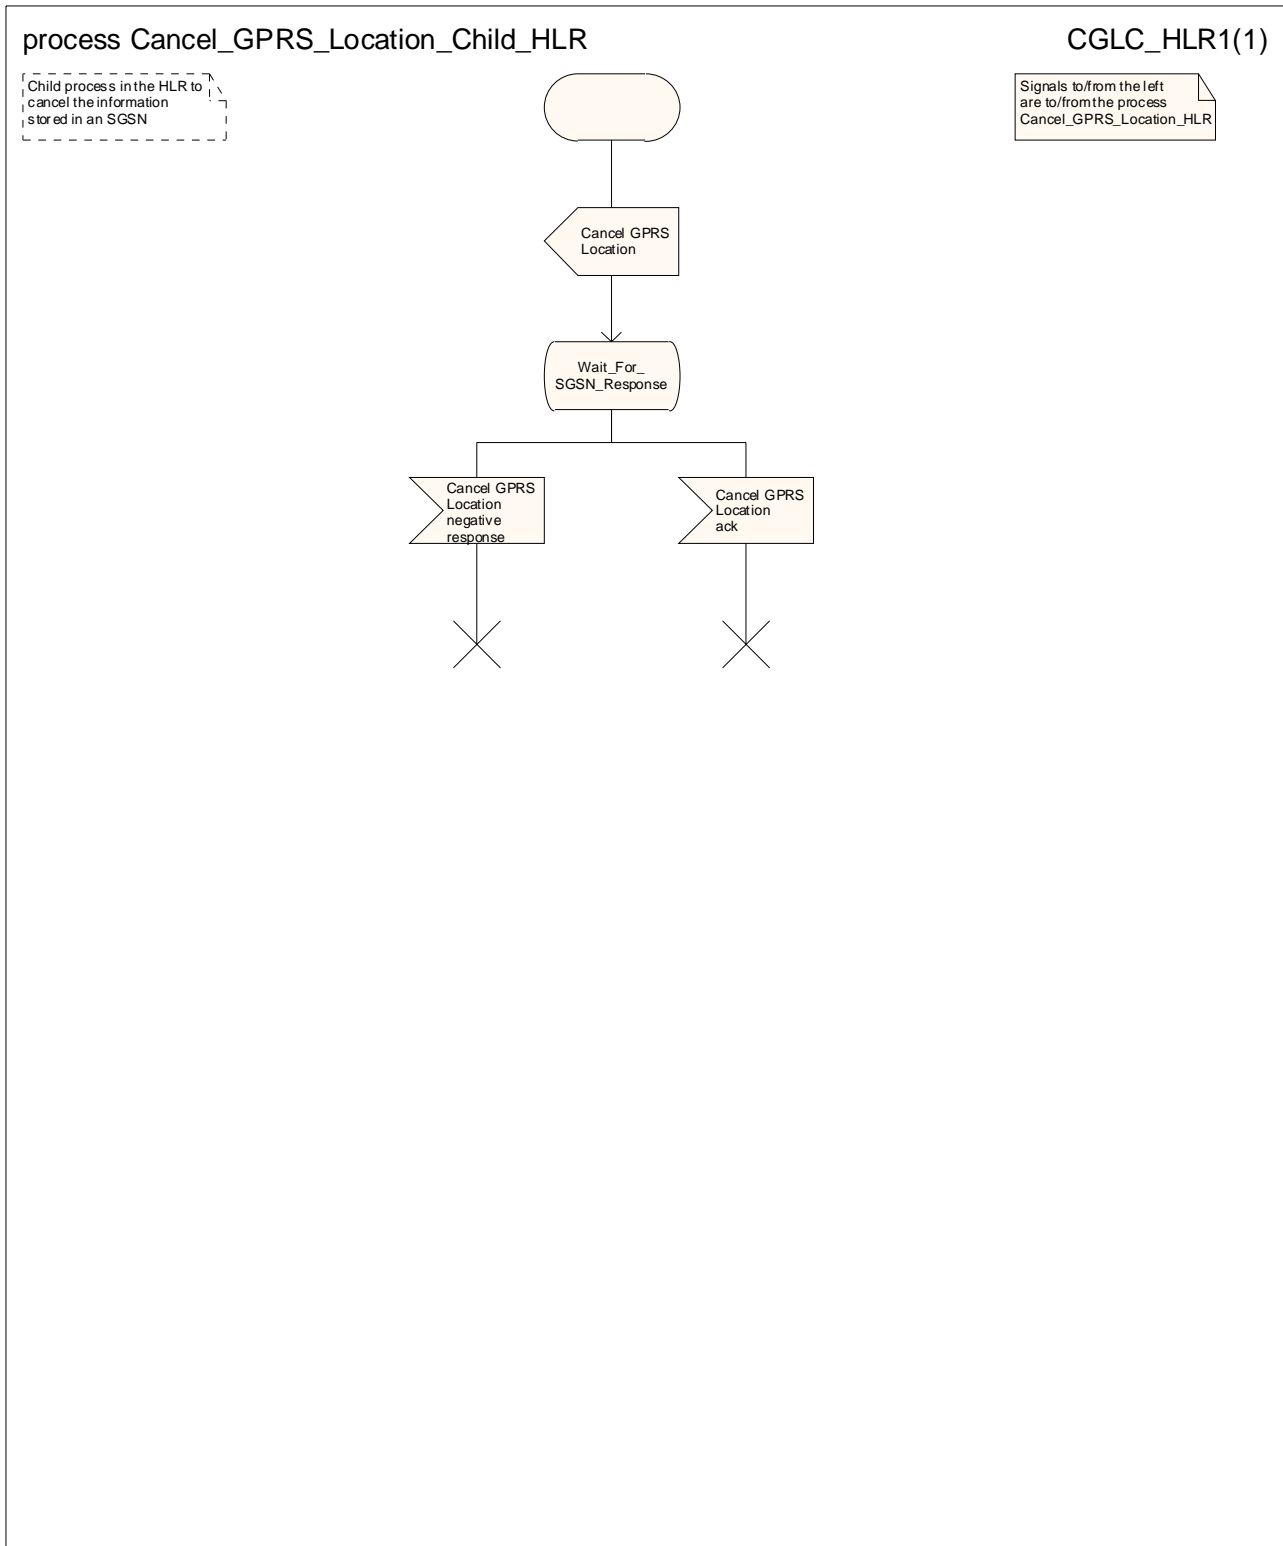 process Cancel_GPRS_Location_Child_HLR
CGLC_HLR1(1)
Child process in the HLR to
cancel the information
stored in an SGSN
Signals to/from the left
are to/from the process
Cancel_GPRS_Location_HLR
Cancel GPRS
Location
Wait_For_
SGSN_Response
Cancel GPRS
Location
negative
response
Cancel GPRS
Location
ack